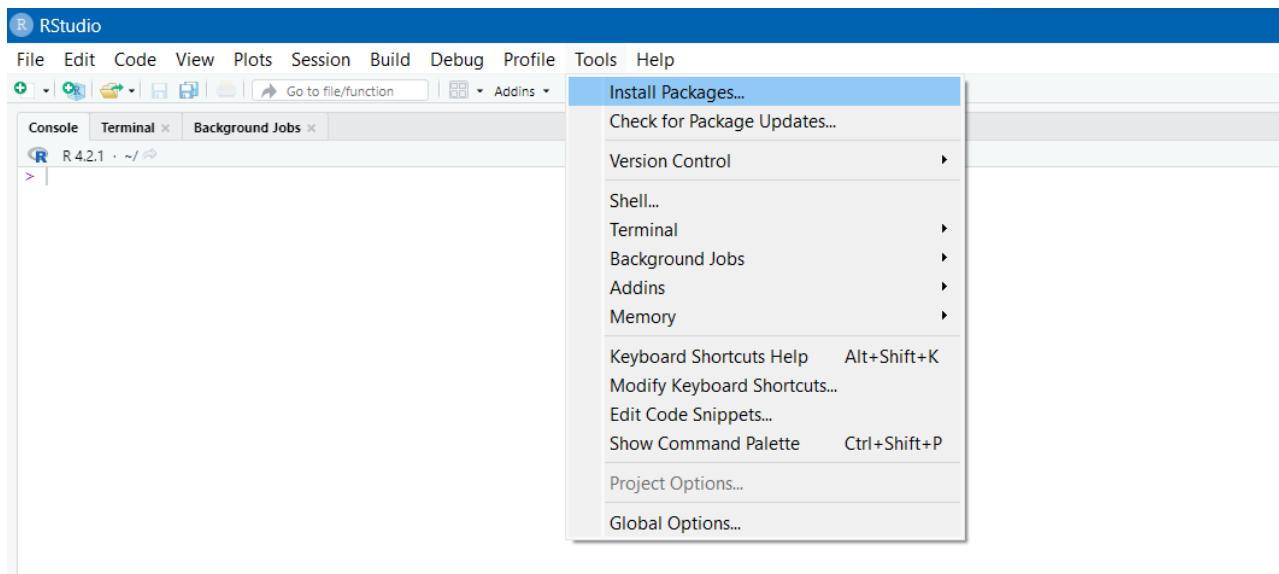 R RStudio
File Edit Code View Plots Session Build Debug Profile Tools Help
Go to file/function Addins
Console Terminal Background Jobs
R R 4.2.1 · ~/
>
Install Packages...
Check for Package Updates...
Version Control
Shell...
Terminal
Background Jobs
Addins
Memory
Keyboard Shortcuts Help Alt+Shift+K
Modify Keyboard Shortcuts...
Edit Code Snippets...
Show Command Palette Ctrl+Shift+P
Project Options...
Global Options...